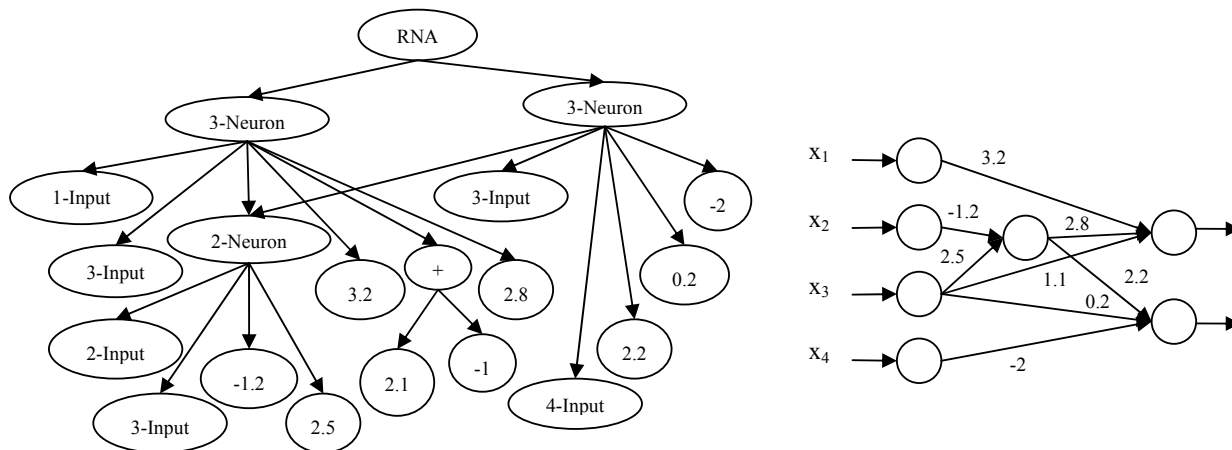 RNA
3-Neuron
3-Neuron
1-Input
3-Input
-2
3-Input
2-Neuron
3.2
+
2.8
0.2
2-Input
-1.2
2.1
-1
2.2
3-Input
2.5
4-Input
x1
3.2
x2
-1.2
2.8
2.5
x3
1.1
2.2
0.2
x4
-2